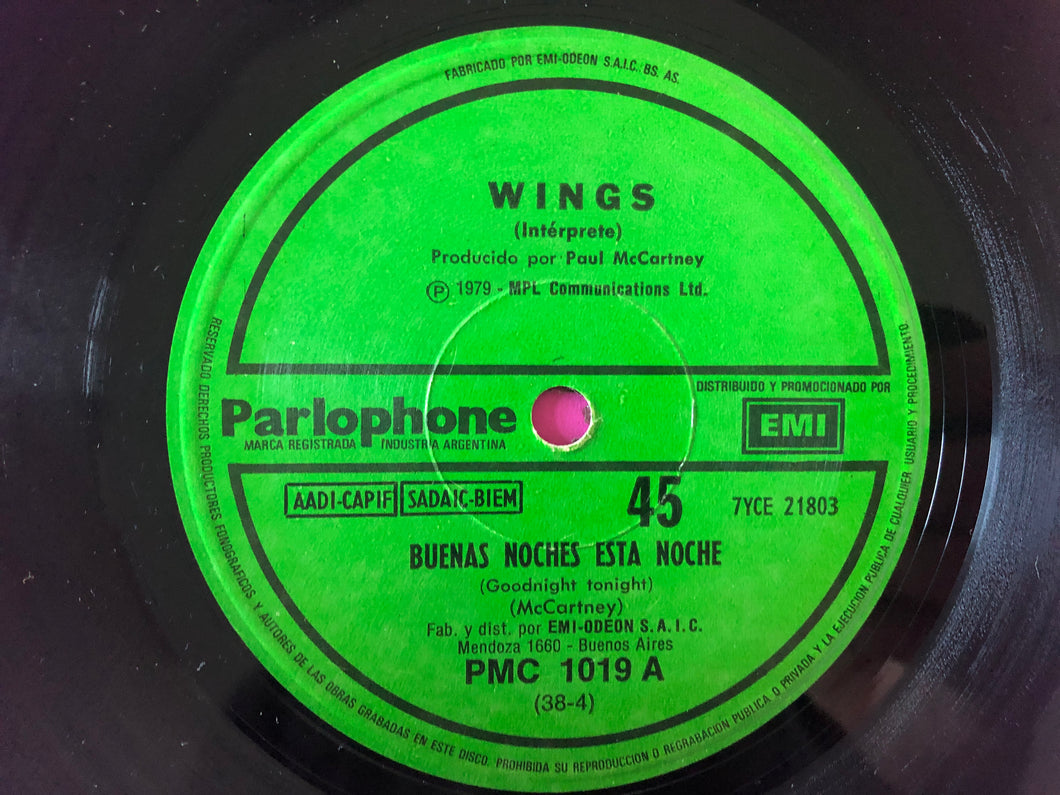 FABRICADO POR EMI-ODEON S.A.I.C. BS. AS.
WINGS
(Intérprete)
Producido por Paul McCartney
Ⓟ 1979 - MPL Communications Ltd.
DISTRIBUIDO Y PROMOCIONADO POR
Parlophone
EMI
MARCA REGISTRADA INDUSTRIA ARGENTINA
AADI-CAPIF SADAIC-BIEM 45 7YCE 21803
BUENAS NOCHES ESTA NOCHE
(Goodnight tonight)
(McCartney)
Fab. y dist. por EMI-ODEON S.A.I.C.
Mendoza 1660 - Buenos Aires
PMC 1019 A
(38-4)
RESERVADO DERECHOS PRODUCTORES FONOGRAFICOS Y AUTORES DE LAS OBRAS GRABADAS EN ESTE DISCO. PROHIBIDA SU REPRODUCCION O REGRABACION PUBLICA O PRIVADA Y LA EJECUCION PUBLICA DE CUALQUIER USUARIO Y PROCEDIMIENTO.